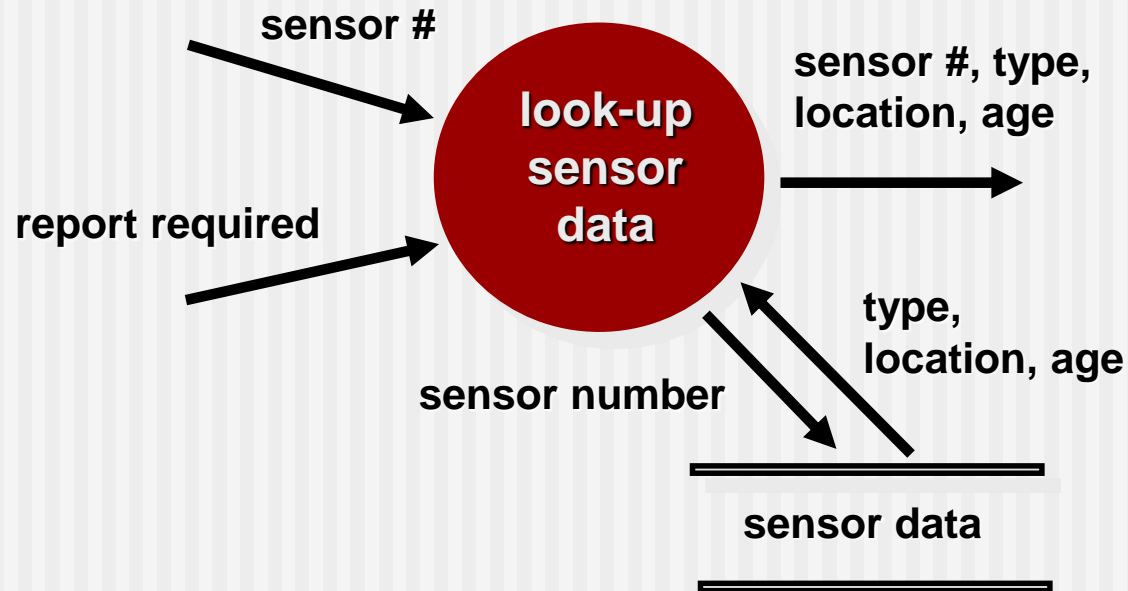 sensor #
look-up
sensor
data
sensor #, type,
location, age
report required
type,
location, age
sensor number
sensor data